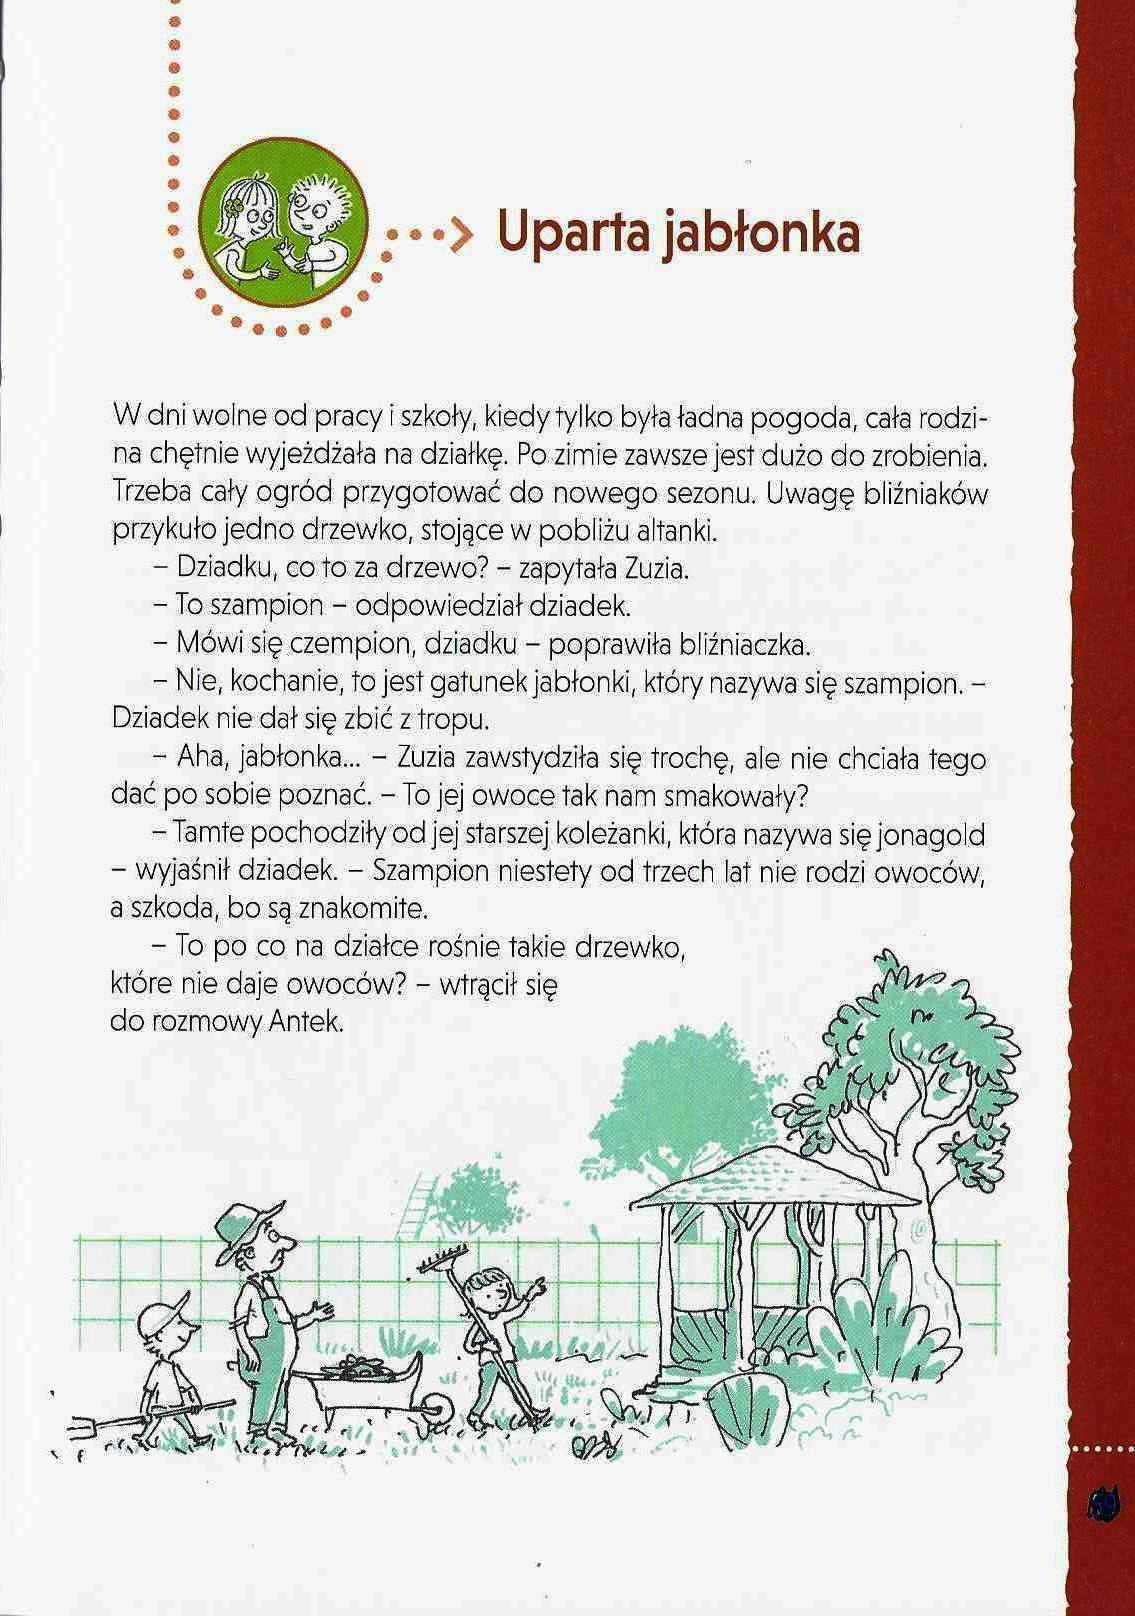 Uparta jabłonka
W dni wolne od pracy i szkoły, kiedy tylko była ładna pogoda, cała rodzi-
na chętnie wyjeżdżała na działkę. Po zimie zawsze jest dużo do zrobienia.
Trzeba cały ogród przygotować do nowego sezonu. Uwagę bliźniaków
przykuło jedno drzewko, stojące w pobliżu altanki.
– Dziadku, co to za drzewo? – zapytała Zuzia.
– To szampion – odpowiedział dziadek.
– Mówi się czempion, dziadku – poprawiła bliźniaczka.
– Nie, kochanie, to jest gatunek jabłonki, który nazywa się szampion. –
Dziadek nie dał się zbić z tropu.
– Aha, jabłonka... – Zuzia zawstydziła się trochę, ale nie chciała tego
dać po sobie poznać. – To jej owoce tak nam smakowały?
– Tamte pochodziły od jej starszej koleżanki, która nazywa się jonagold
– wyjaśnił dziadek. – Szampion niestety od trzech lat nie rodzi owoców,
a szkoda, bo są znakomite.
– To po co na działce rośnie takie drzewko,
które nie daje owoców? – wtrącił się
do rozmowy Antek.